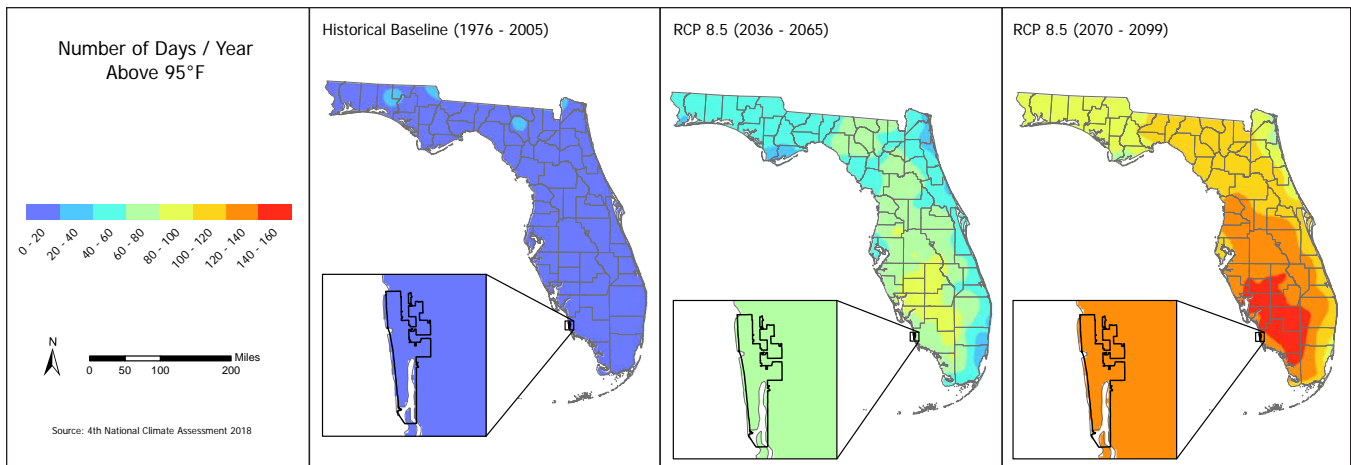 Number of Days / Year
Above 95°F
0 - 20
20 - 40
40 - 60
60 - 80
80 - 100
100 - 120
120 - 140
140 - 160
N
Miles
0 50 100 200
Source: 4th National Climate Assessment 2018
Historical Baseline (1976 - 2005)
RCP 8.5 (2036 - 2065)
RCP 8.5 (2070 - 2099)